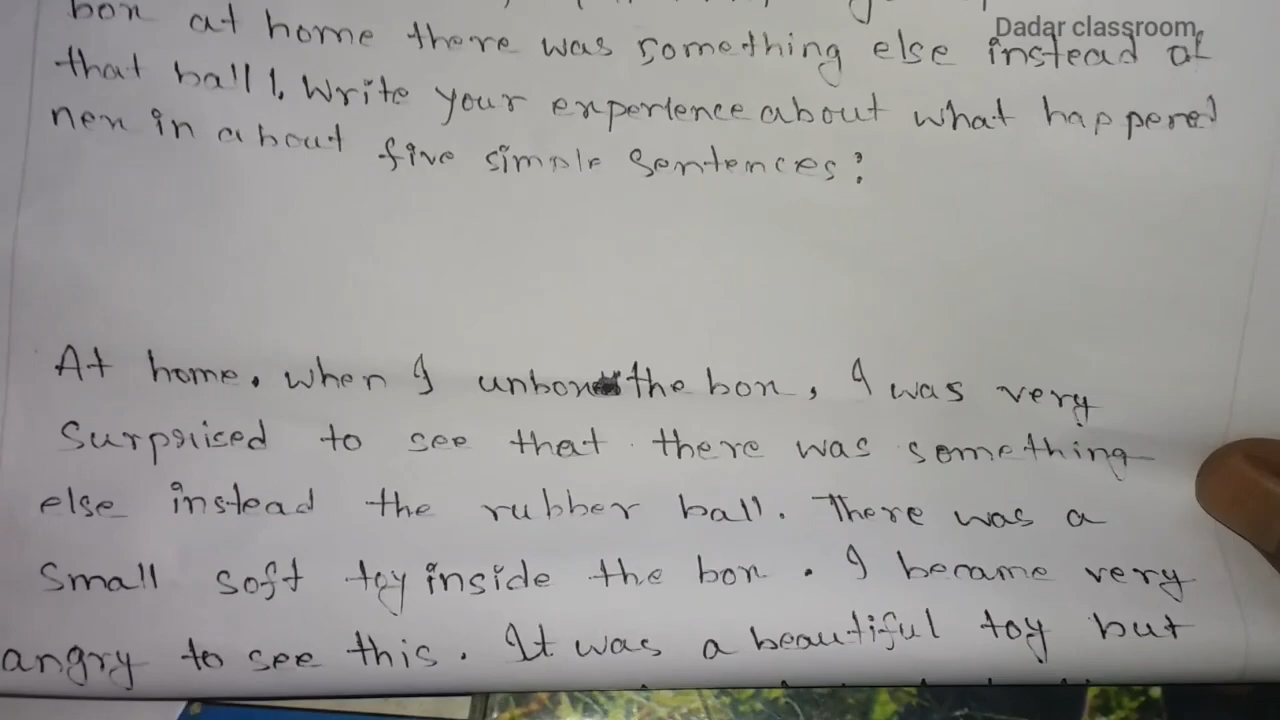 Dadar classroom
box at home there was something else instead of
that ball. Write your experience about what happened
nex in about five simple sentences:
At home. when I unbox the box, I was very
Surprised to see that there was something
else instead the rubber ball. There was a
Small soft toy inside the box. I became very
angry to see this. It was a beautiful toy but